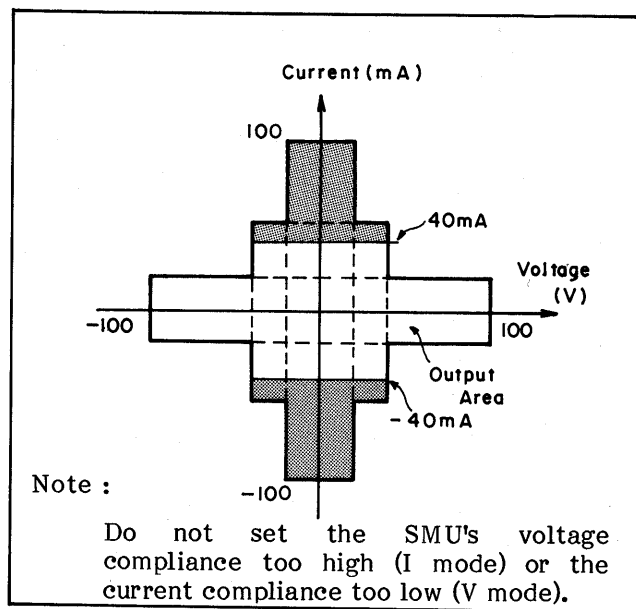 Current (mA)
100
40mA
Voltage
(V)
-100
100
Output
Area
-40mA
-100
Note :
Do not set the SMU's voltage
compliance too high (I mode) or the
current compliance too low (V mode).